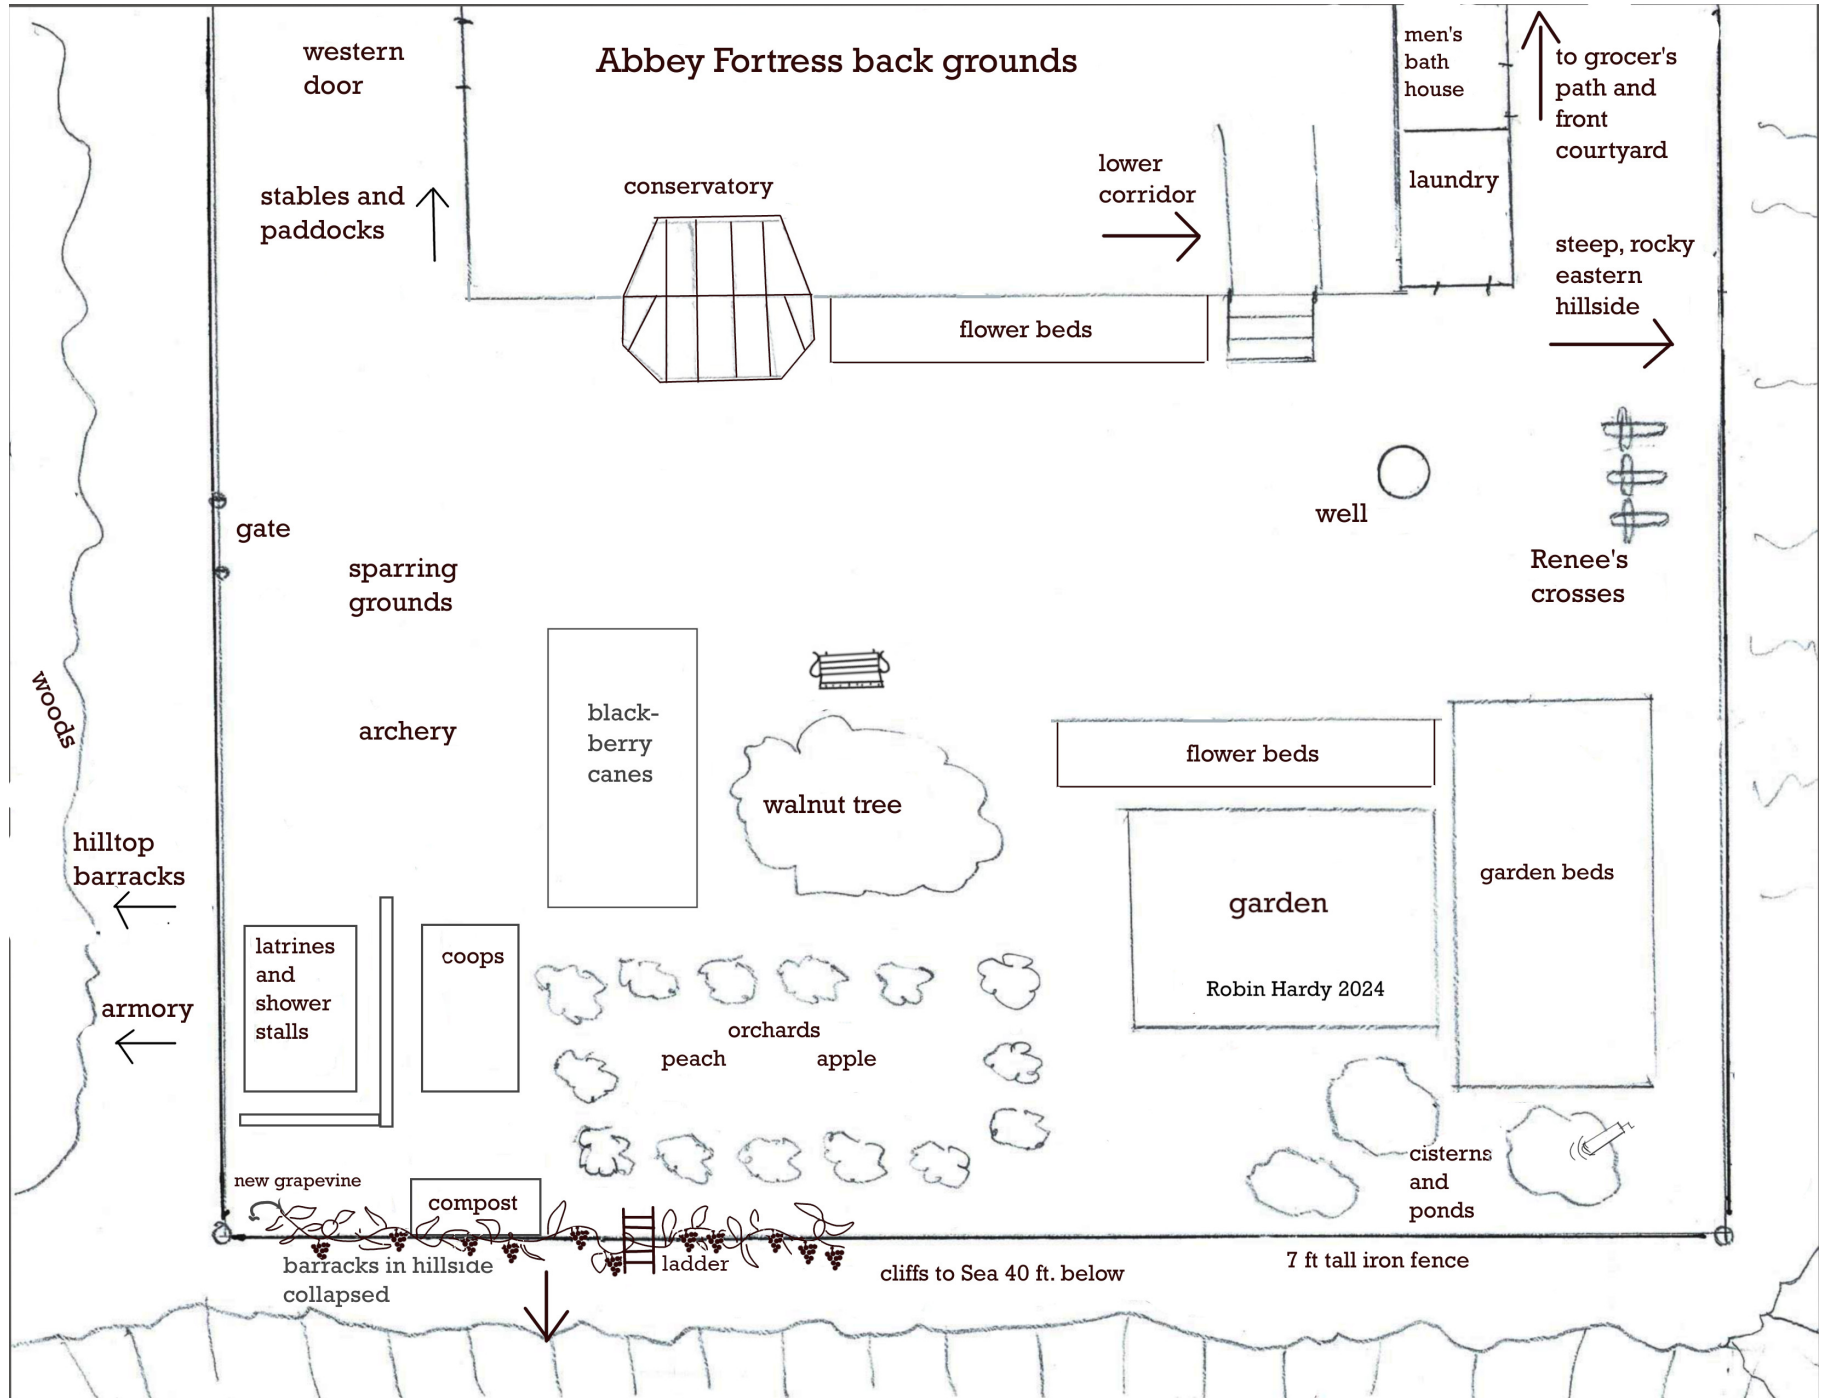 Abbey Fortress back grounds
western
door
stables and
paddocks
conservatory
lower
corridor
men's
bath
house
laundry
to grocer's
path and
front
courtyard
steep, rocky
eastern
hillside
flower beds
well
Renee's
crosses
gate
sparring
grounds
archery
woods
black-
berry
canes
walnut tree
flower beds
garden beds
garden
Robin Hardy 2024
hilltop
barracks
armory
latrines
and
shower
stalls
coops
orchards
peach
apple
cisterns
and
ponds
new grapevine
compost
ladder
barracks in hillside
collapsed
cliffs to Sea 40 ft. below
7 ft tall iron fence